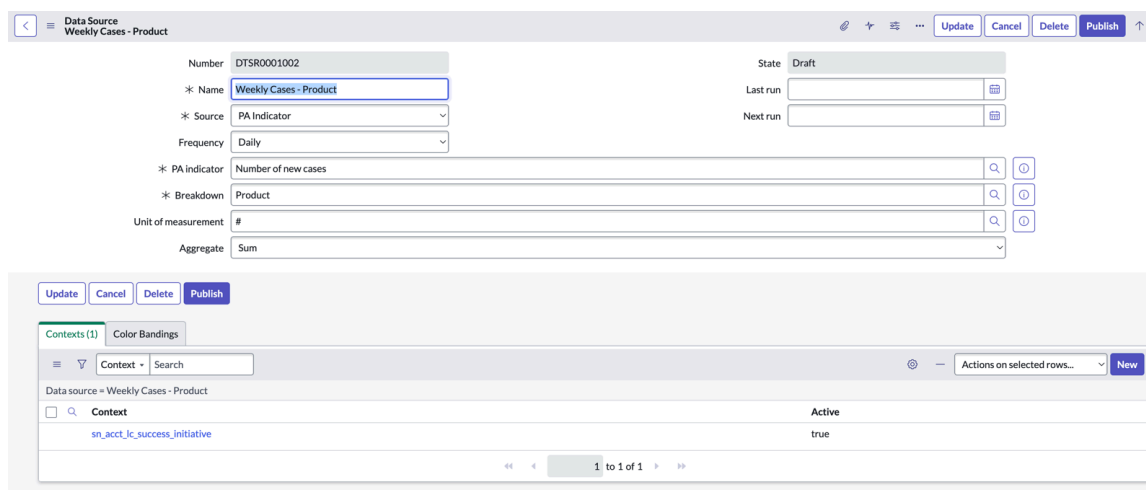 Data Source
Weekly Cases - Product
Update Cancel Delete Publish
Number DTSR0001002
State Draft
Name Weekly Cases - Product
Last run
Source PA Indicator
Next run
Frequency Daily
PA indicator Number of new cases
Breakdown Product
Unit of measurement #
Aggregate Sum
Update Cancel Delete Publish
Contexts (1) Color Bandings
Context Search Actions on selected rows... New
Data source = Weekly Cases - Product
Context Active
sn_acct_lc_success_initiative true
1 to 1 of 1